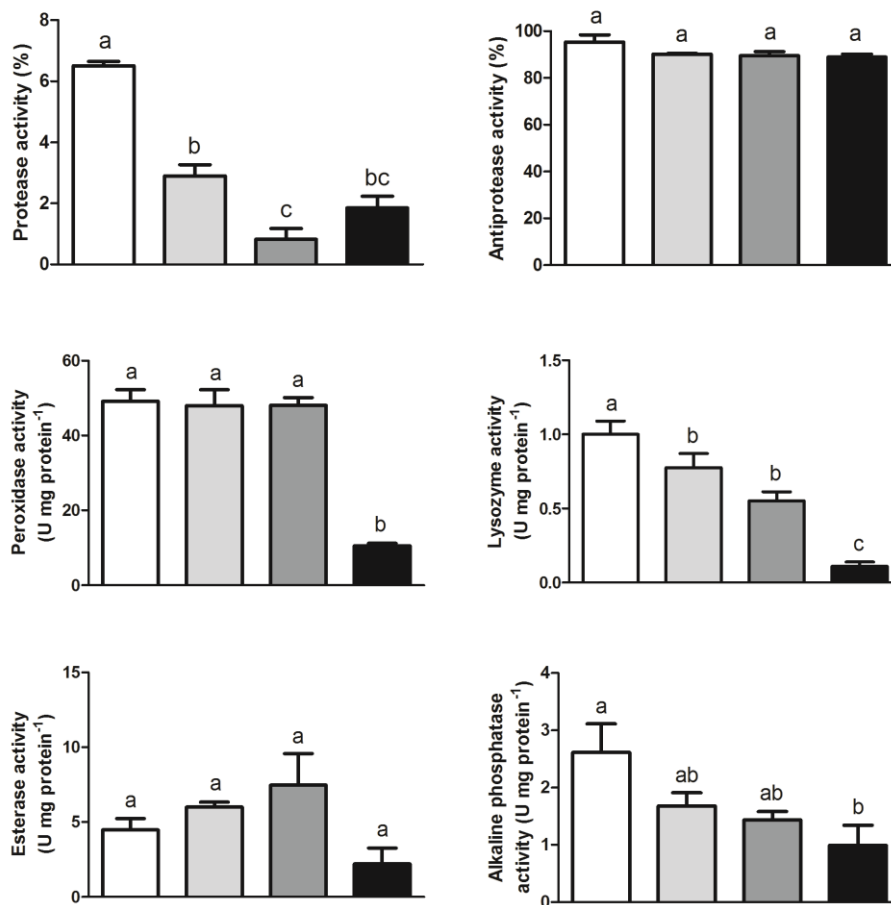 Protease activity (%)
8
6
4
2
0
a
b
c
bc
Antiprotease activity (%)
100
80
60
40
20
0
a
a
a
a
Peroxidase activity
(U mg protein⁻¹)
60
40
20
0
a
a
a
b
Lysozyme activity
(U mg protein⁻¹)
1.5
1.0
0.5
0.0
a
b
b
c
Esterase activity
(U mg protein⁻¹)
15
10
5
0
a
a
a
a
Alkaline phosphatase
activity (U mg protein⁻¹)
4
3
2
1
0
a
ab
ab
b